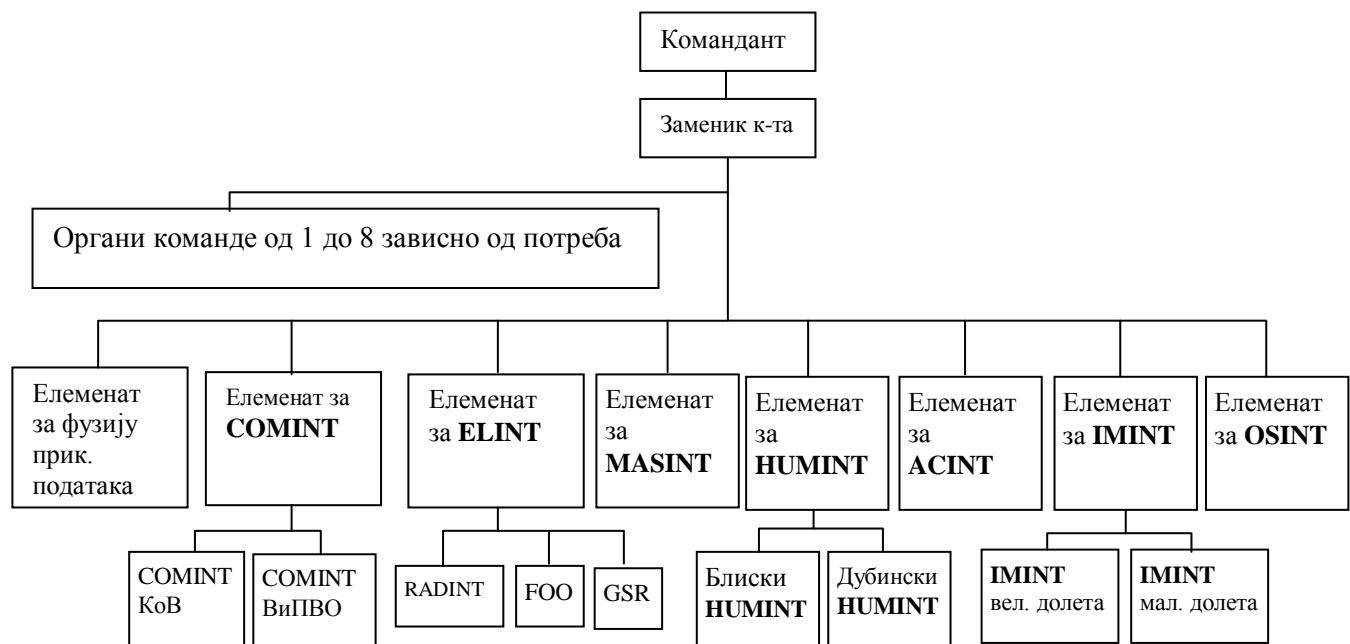 Командант
Заменик к-та
Органи команде од 1 до 8 зависно од потреба
Елеменат
за фузију
прик.
података
Елеменат за
COMINT
Елеменат
за ELINT
Елеменат
за
MASINT
Елеменат
за
HUMINT
Елеменат
за
ACINT
Елеменат
за IMINT
Елеменат
за OSINT
COMINT
КоВ
COMINT
ВиПВО
RADINT
FOO
GSR
Блиски
HUMINT
Дубински
HUMINT
IMINT
вел. долета
IMINT
мал. долета